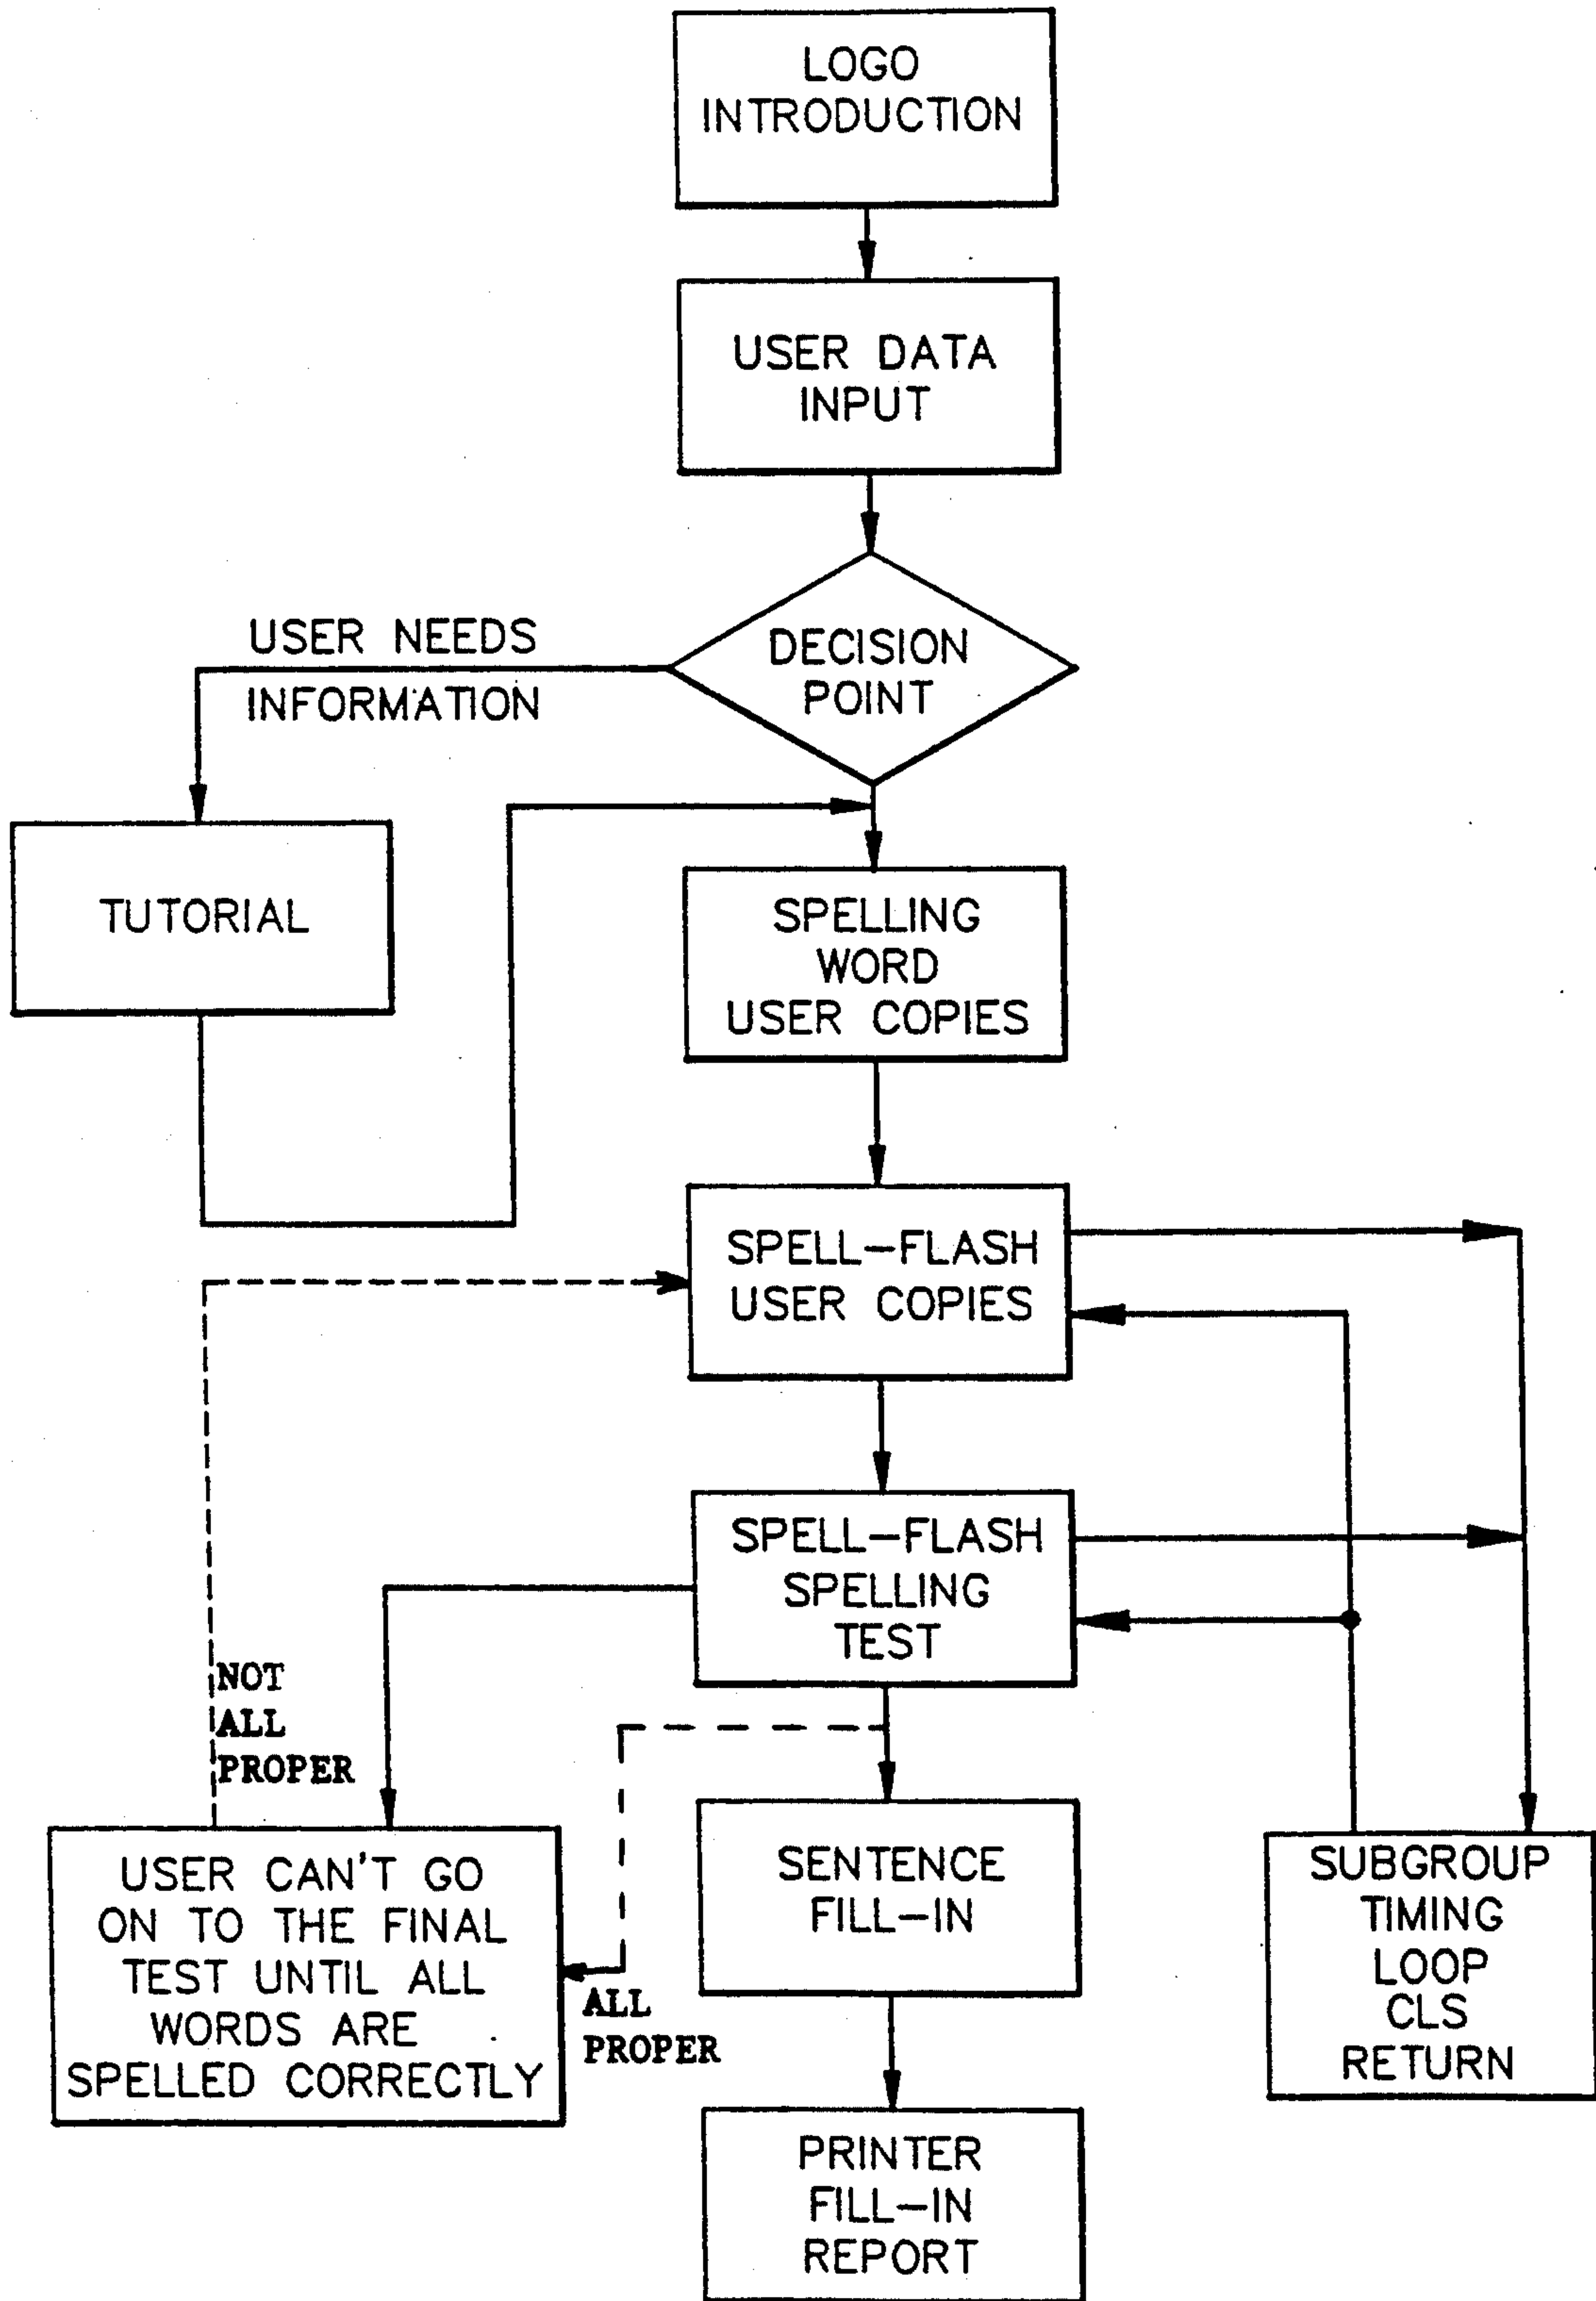 LOGO
INTRODUCTION
USER DATA
INPUT
USER NEEDS
INFORMATION
DECISION
POINT
TUTORIAL
SPELLING
WORD
USER COPIES
SPELL-FLASH
USER COPIES
SPELL-FLASH
SPELLING
TEST
NOT
ALL
PROPER
USER CAN'T GO
ON TO THE FINAL
TEST UNTIL ALL
WORDS ARE
SPELLED CORRECTLY
ALL
PROPER
SENTENCE
FILL-IN
SUBGROUP
TIMING
LOOP
CLS
RETURN
PRINTER
FILL-IN
REPORT